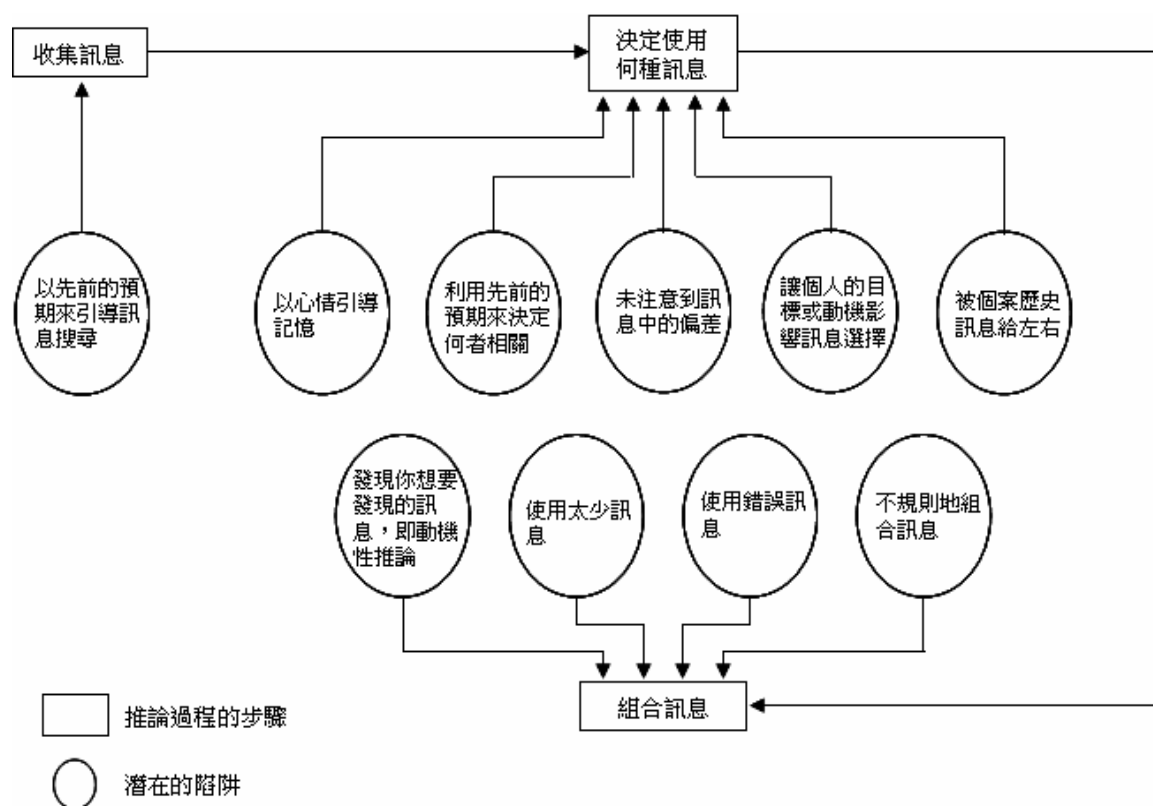 收集訊息
決定使用
何種訊息
以先前的預
期來引導訊
息搜尋
以心情引導
記憶
利用先前的
預期來決定
何者相關
未注意到訊
息中的偏差
讓個人的目
標或動機影
響訊息選擇
被個案歷史
訊息給左右
發現你想要
發現的訊
息，即動機
性推論
使用太少訊
息
使用錯誤訊
息
不規則地組
合訊息
組合訊息
推論過程的步驟
潛在的陷阱